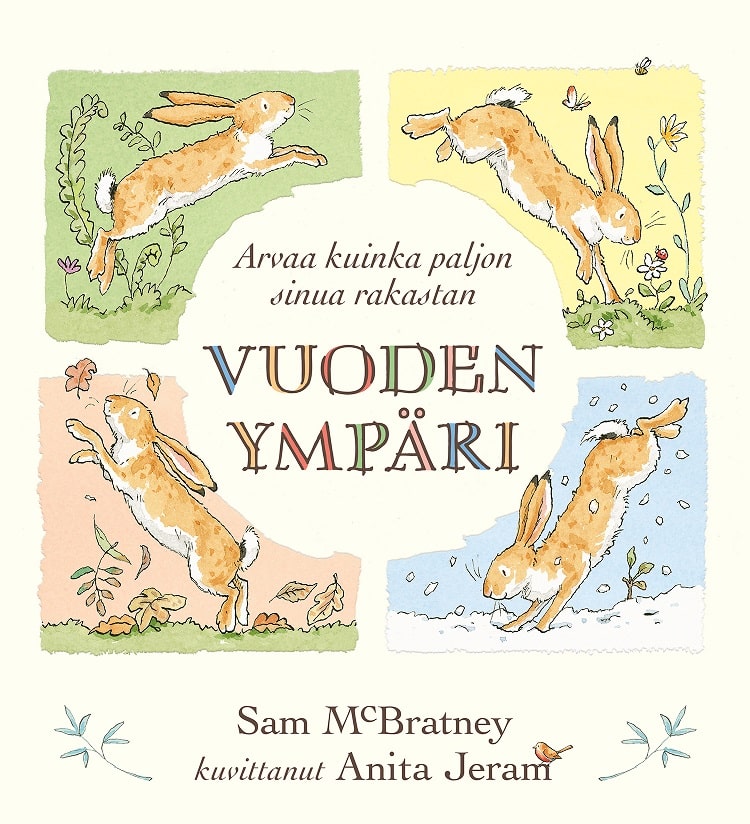 Arvaa kuinka paljon
sinua rakastan
VUODEN
YMPÄRI
Sam McBratney
kuvittanut Anita Jeram